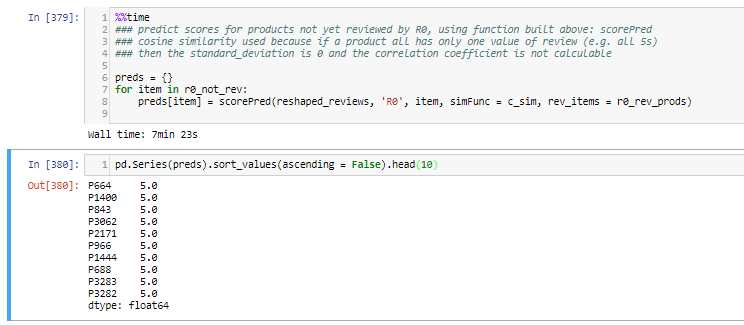 In [379]:
1 %%time
2 ### predict scores for products not yet reviewed by R0, using function built above: scorePred
3 ### cosine similarity used because if a product all has only one value of review (e.g. all 5s)
4 ### then the standard_deviation is 0 and the correlation coefficient is not calculable
5
6 preds = {}
7 for item in r0_not_rev:
8     preds[item] = scorePred(reshaped_reviews, 'R0', item, simFunc = c_sim, rev_items = r0_rev_prods)
9
Wall time: 7min 23s
In [380]:
1 pd.Series(preds).sort_values(ascending = False).head(10)
Out[380]:
P664     5.0
P1400    5.0
P843     5.0
P3062    5.0
P2171    5.0
P966     5.0
P1444    5.0
P688     5.0
P3283    5.0
P3282    5.0
dtype: float64